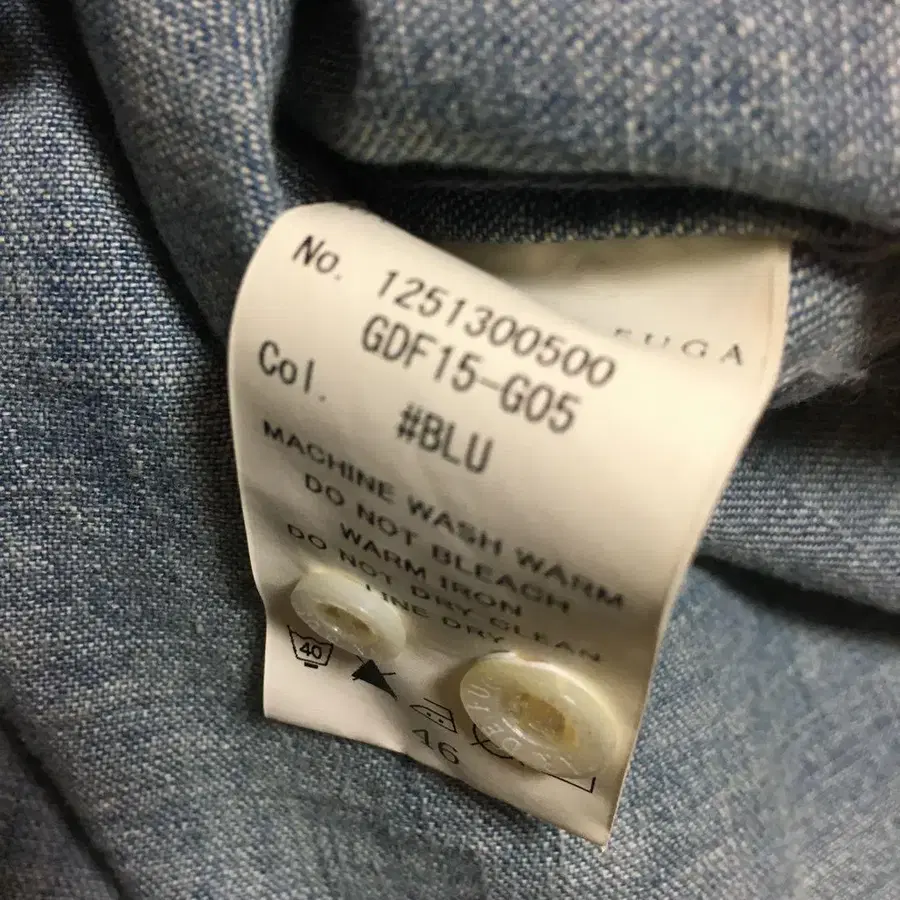 FUGA
No. 1251300500
GDF15-G05
Col. #BLU
MACHINE WASH WARM
DO NOT BLEACH
WARM IRON
DO NOT DRY CLEAN
LINE DRY
40
46